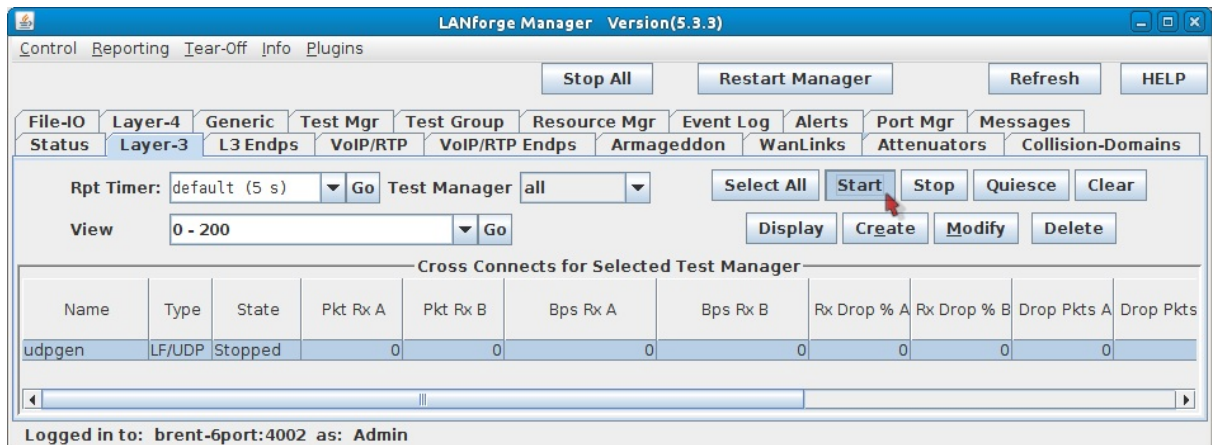 LANforge Manager Version(5.3.3)
Control Reporting Tear-Off Info Plugins
Stop All Restart Manager Refresh HELP
File-IO Layer-4 Generic Test Mgr Test Group Resource Mgr Event Log Alerts Port Mgr Messages
Status Layer-3 L3 Endps VoIP/RTP VoIP/RTP Endps Armageddon WanLinks Attenuators Collision-Domains
Rpt Timer: default (5 s) Go Test Manager all Select All Start Stop Quiesce Clear
View 0 - 200 Go Display Create Modify Delete
Cross Connects for Selected Test Manager
Name Type State Pkt Rx A Pkt Rx B Bps Rx A Bps Rx B Rx Drop % A Rx Drop % B Drop Pkts A Drop Pkts
udpgen LF/UDP Stopped 0 0 0 0 0 0 0
Logged in to: brent-6port:4002 as: Admin